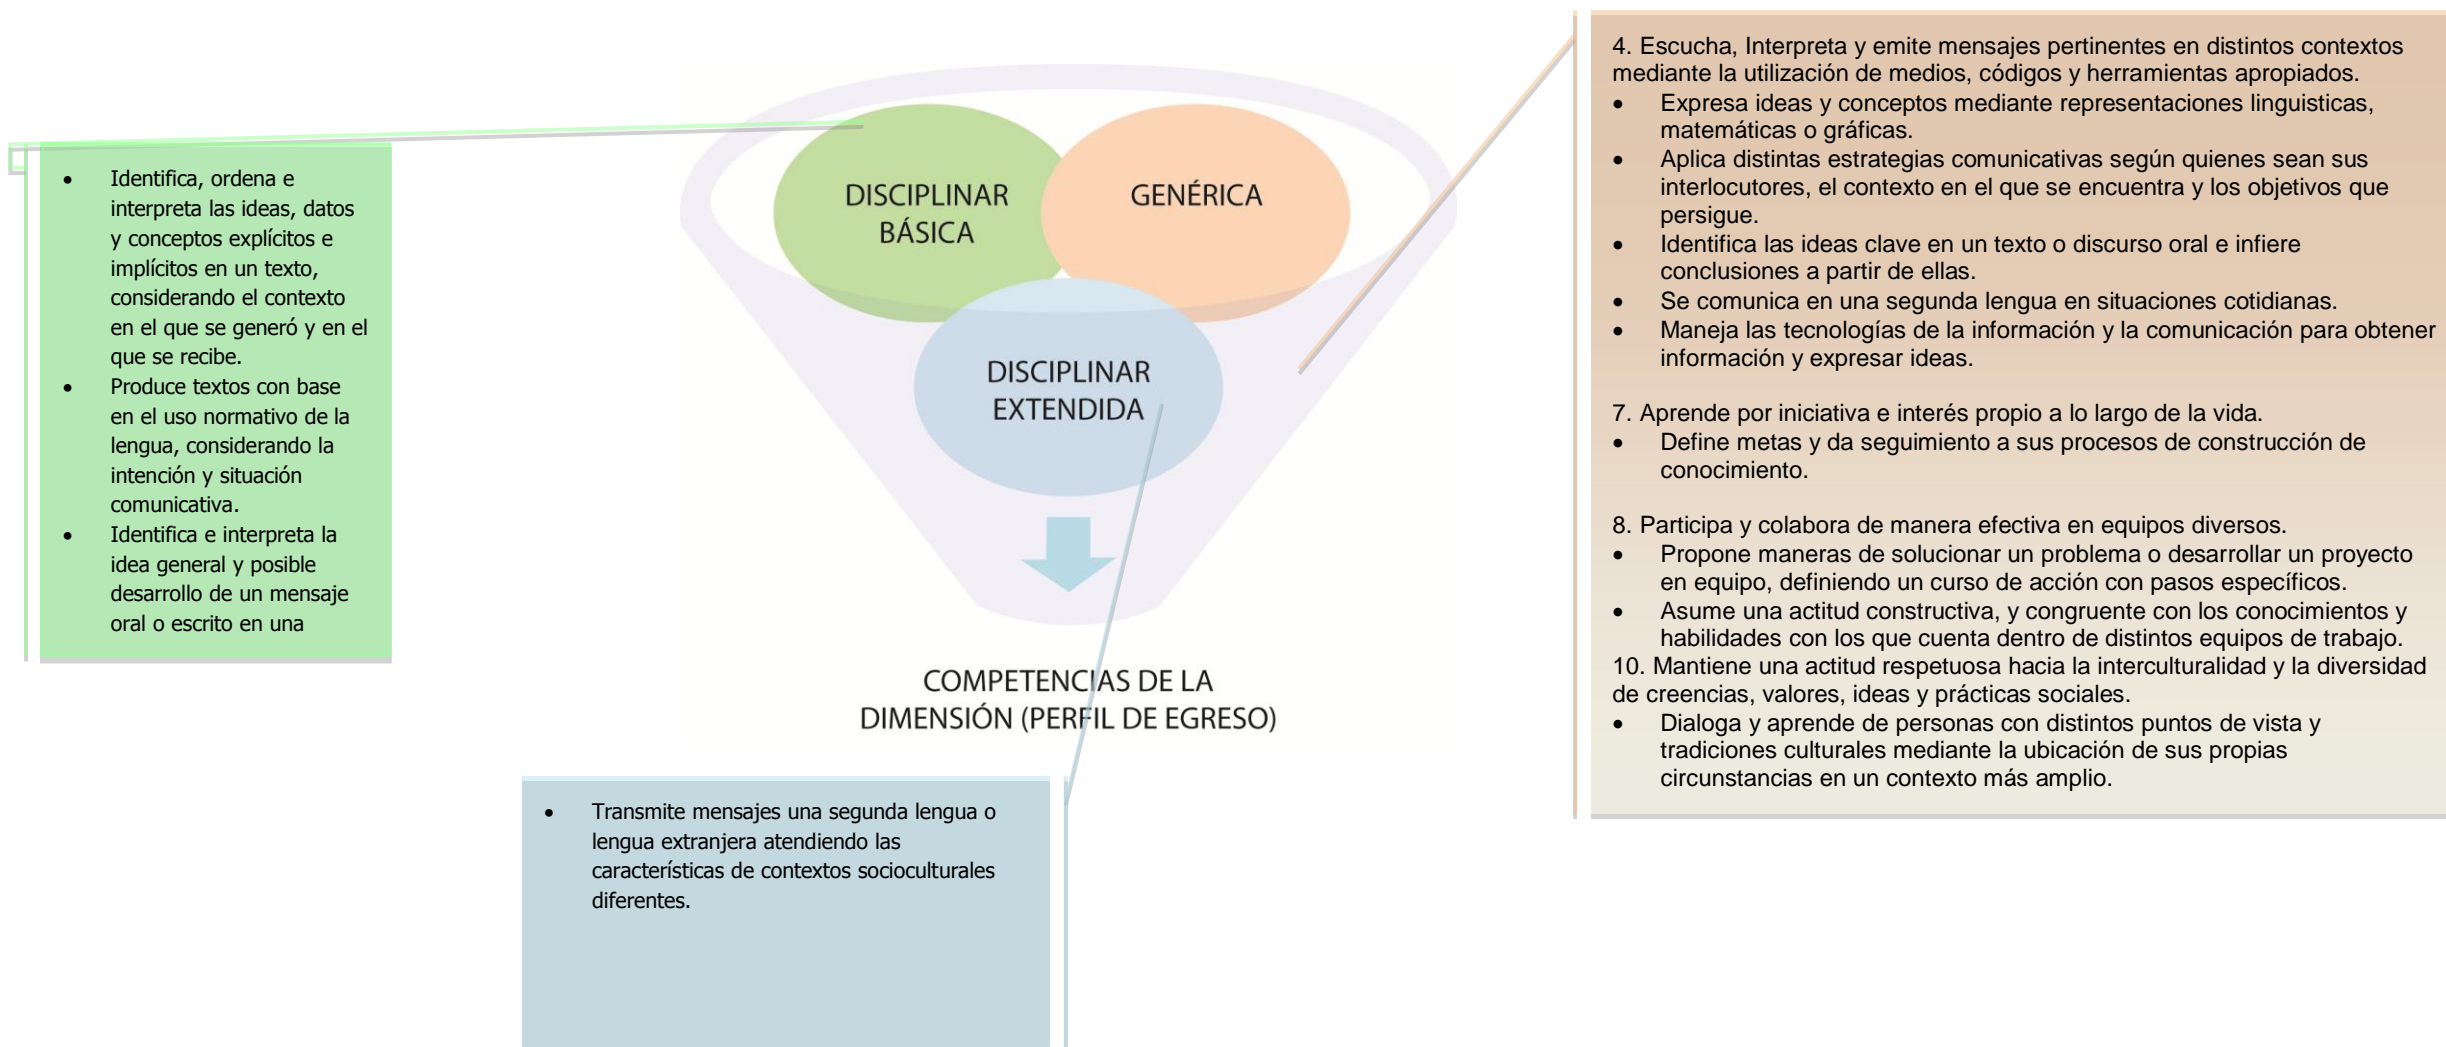 • Identifica, ordena e
interpreta las ideas, datos
y conceptos explícitos e
implícitos en un texto,
considerando el contexto
en el que se generó y en el
que se recibe.
• Produce textos con base
en el uso normativo de la
lengua, considerando la
intención y situación
comunicativa.
• Identifica e interpreta la
idea general y posible
desarrollo de un mensaje
oral o escrito en una
DISCIPLINAR
BÁSICA
GENÉRICA
DISCIPLINAR
EXTENDIDA
COMPETENCIAS DE LA
DIMENSIÓN (PERFIL DE EGRESO)
• Transmite mensajes una segunda lengua o
lengua extranjera atendiendo las
características de contextos socioculturales
diferentes.
4. Escucha, Interpreta y emite mensajes pertinentes en distintos contextos
mediante la utilización de medios, códigos y herramientas apropiados.
• Expresa ideas y conceptos mediante representaciones linguisticas,
matemáticas o gráficas.
• Aplica distintas estrategias comunicativas según quienes sean sus
interlocutores, el contexto en el que se encuentra y los objetivos que
persigue.
• Identifica las ideas clave en un texto o discurso oral e infiere
conclusiones a partir de ellas.
• Se comunica en una segunda lengua en situaciones cotidianas.
• Maneja las tecnologías de la información y la comunicación para obtener
información y expresar ideas.
7. Aprende por iniciativa e interés propio a lo largo de la vida.
• Define metas y da seguimiento a sus procesos de construcción de
conocimiento.
8. Participa y colabora de manera efectiva en equipos diversos.
• Propone maneras de solucionar un problema o desarrollar un proyecto
en equipo, definiendo un curso de acción con pasos específicos.
• Asume una actitud constructiva, y congruente con los conocimientos y
habilidades con los que cuenta dentro de distintos equipos de trabajo.
10. Mantiene una actitud respetuosa hacia la interculturalidad y la diversidad
de creencias, valores, ideas y prácticas sociales.
• Dialoga y aprende de personas con distintos puntos de vista y
tradiciones culturales mediante la ubicación de sus propias
circunstancias en un contexto más amplio.